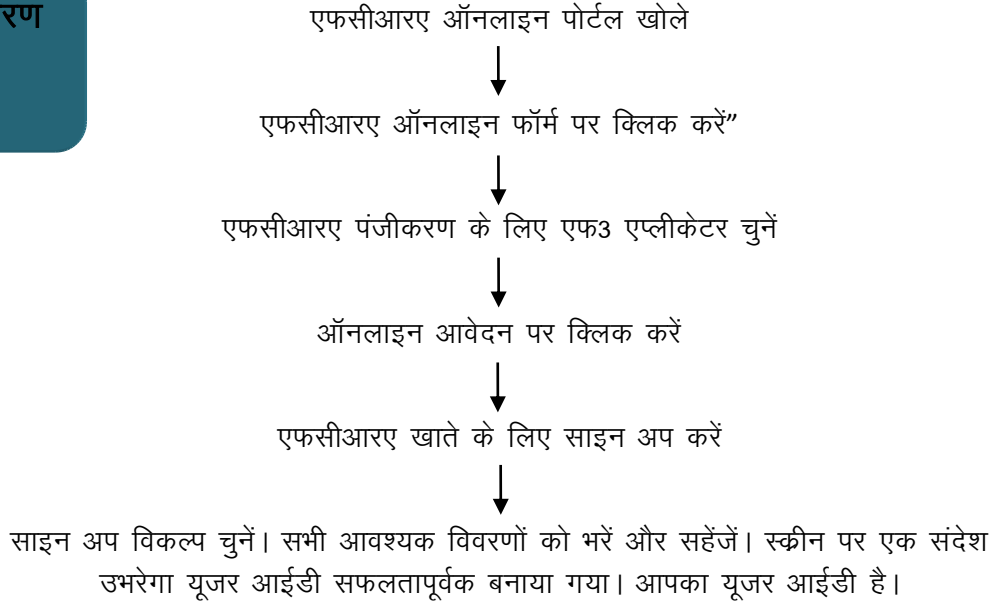 रण
एफसीआरए ऑनलाइन पोर्टल खोले
एफसीआरए ऑनलाइन फॉर्म पर क्लिक करें”
एफसीआरए पंजीकरण के लिए एफ3 एप्लीकेटर चुनें
ऑनलाइन आवेदन पर क्लिक करें
एफसीआरए खाते के लिए साइन अप करें
साइन अप विकल्प चुनें। सभी आवश्यक विवरणों को भरें और सहेंजें। स्क्रीन पर एक संदेश
उभरेगा यूजर आईडी सफलतापूर्वक बनाया गया। आपका यूजर आईडी है।